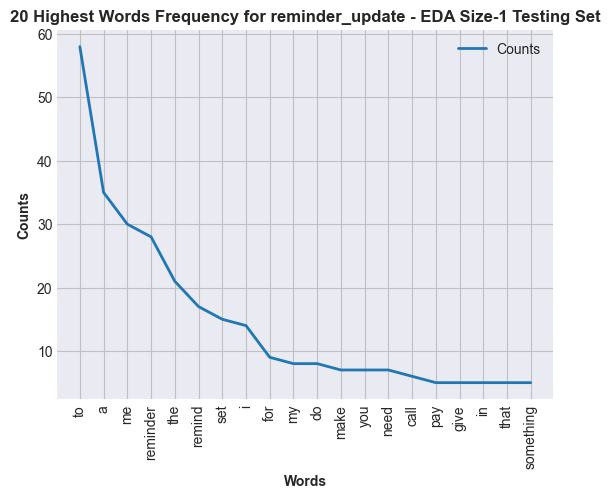 20 Highest Words Frequency for reminder_update - EDA Size-1 Testing Set
Counts
60
50
40
30
20
10
Counts
to
a
me
reminder
the
remind
set
i
for
my
do
make
you
need
call
pay
give
in
that
something
Words